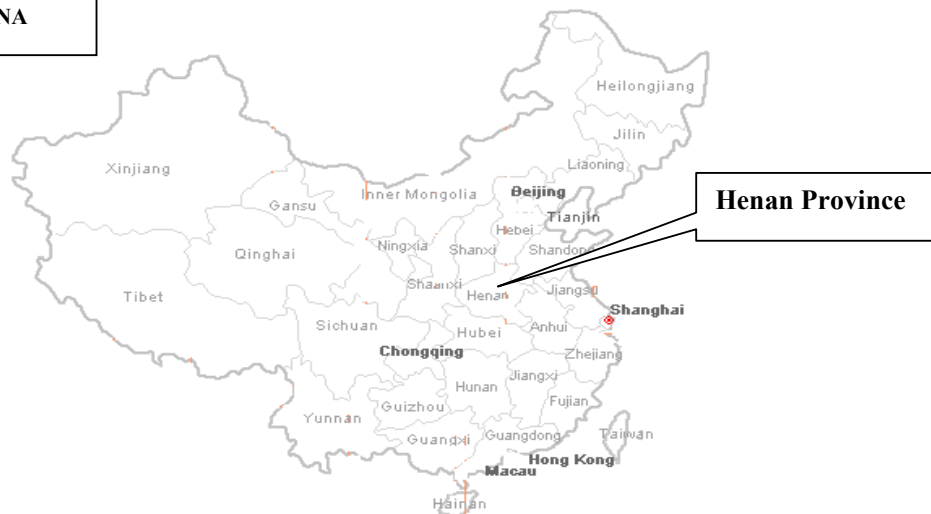 NA
Heilongjiang
Jilin
Xinjiang
Liaoning
Inner Mongolia
Beijing
Henan Province
Gansu
Tianjin
Hebei
Ningxia
Shanxi
Shandong
Qinghai
Shaanxi
Tibet
Henan
Jiangsu
Shanghai
Sichuan
Hubei
Anhui
Chongqing
Zhejiang
Hunan
Jiangxi
Guizhou
Fujian
Yunnan
Guangxi
Guangdong
Taiwan
Hong Kong
Macau
Hainan